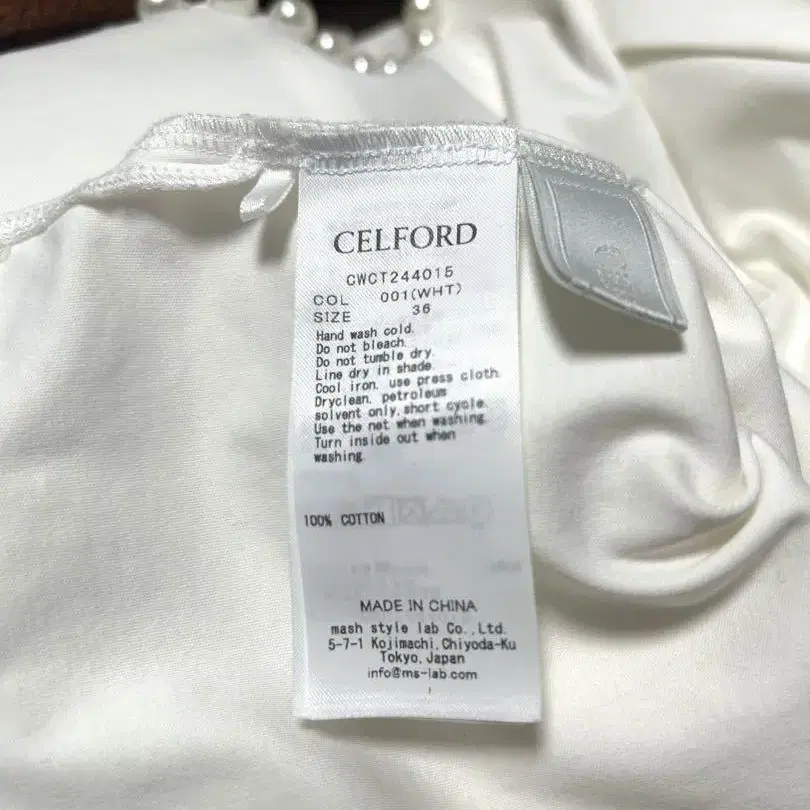 CELFORD
CWCT244015
COL 001(WHT)
SIZE 36
Hand wash cold.
Do not bleach.
Do not tumble dry.
Line dry in shade.
Cool iron. use press cloth
Dryclean, petroleum
solvent only,short cycle.
Use the net when washing.
Turn inside out when
washing.
100% COTTON
MADE IN CHINA
mash style lab Co.,Ltd.
5-7-1 Kojimachi,Chiyoda-Ku
Tokyo,Japan
info@ms-lab.com